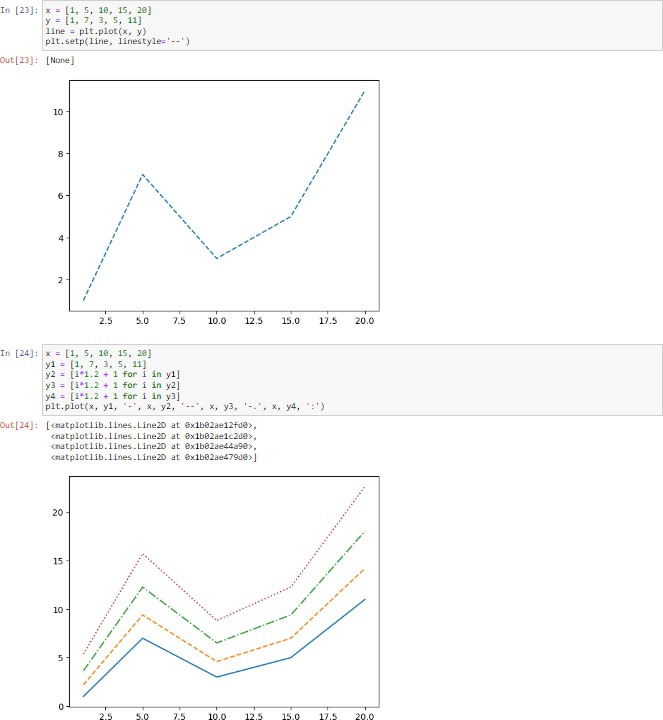 In [23]: x = [1, 5, 10, 15, 20]
y = [1, 7, 3, 5, 11]
line = plt.plot(x, y)
plt.setp(line, linestyle='--')
Out[23]: [None]
10
8
6
4
2
2.5 5.0 7.5 10.0 12.5 15.0 17.5 20.0
In [24]: x = [1, 5, 10, 15, 20]
y1 = [1, 7, 3, 5, 11]
y2 = [i*1.2 + 1 for i in y1]
y3 = [i*1.2 + 1 for i in y2]
y4 = [i*1.2 + 1 for i in y3]
plt.plot(x, y1, '-', x, y2, '--', x, y3, '-.', x, y4, ':')
Out[24]: [<matplotlib.lines.Line2D at 0x1b02ae12fd0>,
<matplotlib.lines.Line2D at 0x1b02ae1c2d0>,
<matplotlib.lines.Line2D at 0x1b02ae44a90>,
<matplotlib.lines.Line2D at 0x1b02ae479d0>]
20
15
10
5
0
2.5 5.0 7.5 10.0 12.5 15.0 17.5 20.0